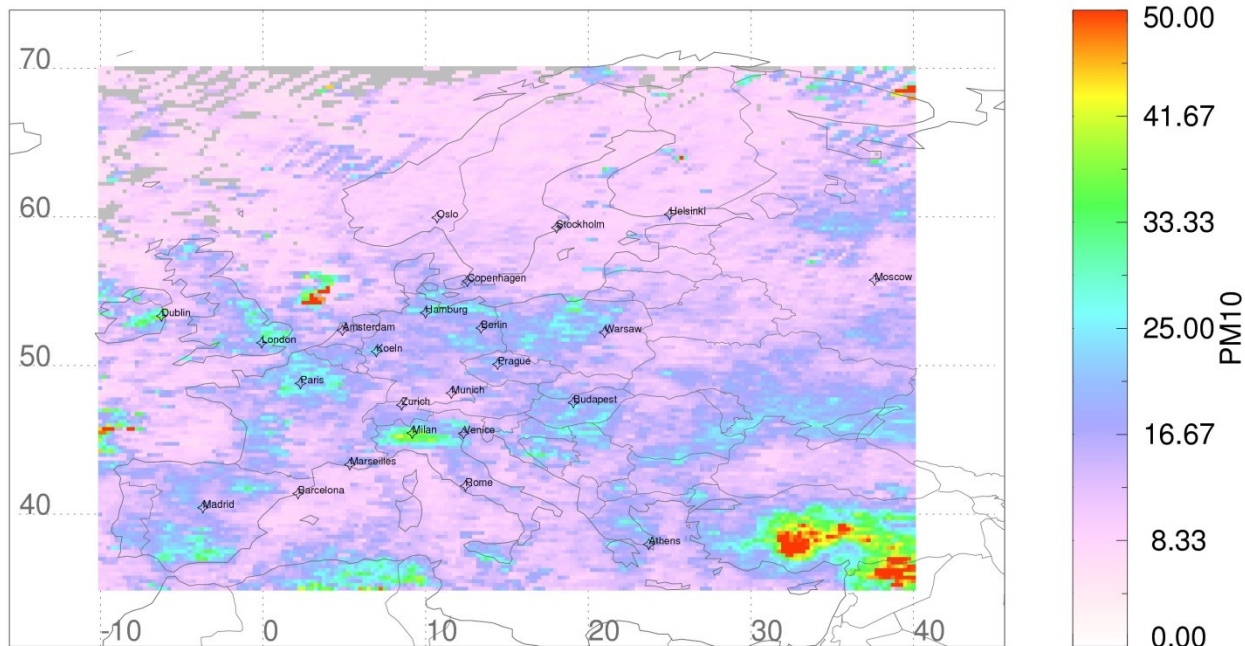 70
60
50
40
-10 0 10 20 30 40
Oslo
Stockholm
Helsinki
Moscow
Copenhagen
Dublin
Hamburg
Amsterdam
Berlin
Warsaw
London
Koeln
Prague
Paris
Munich
Zurich
Budapest
Milan
Venice
Marseilles
Rome
Barcelona
Madrid
Athens
50.00
41.67
33.33
25.00
16.67
8.33
0.00
PM10